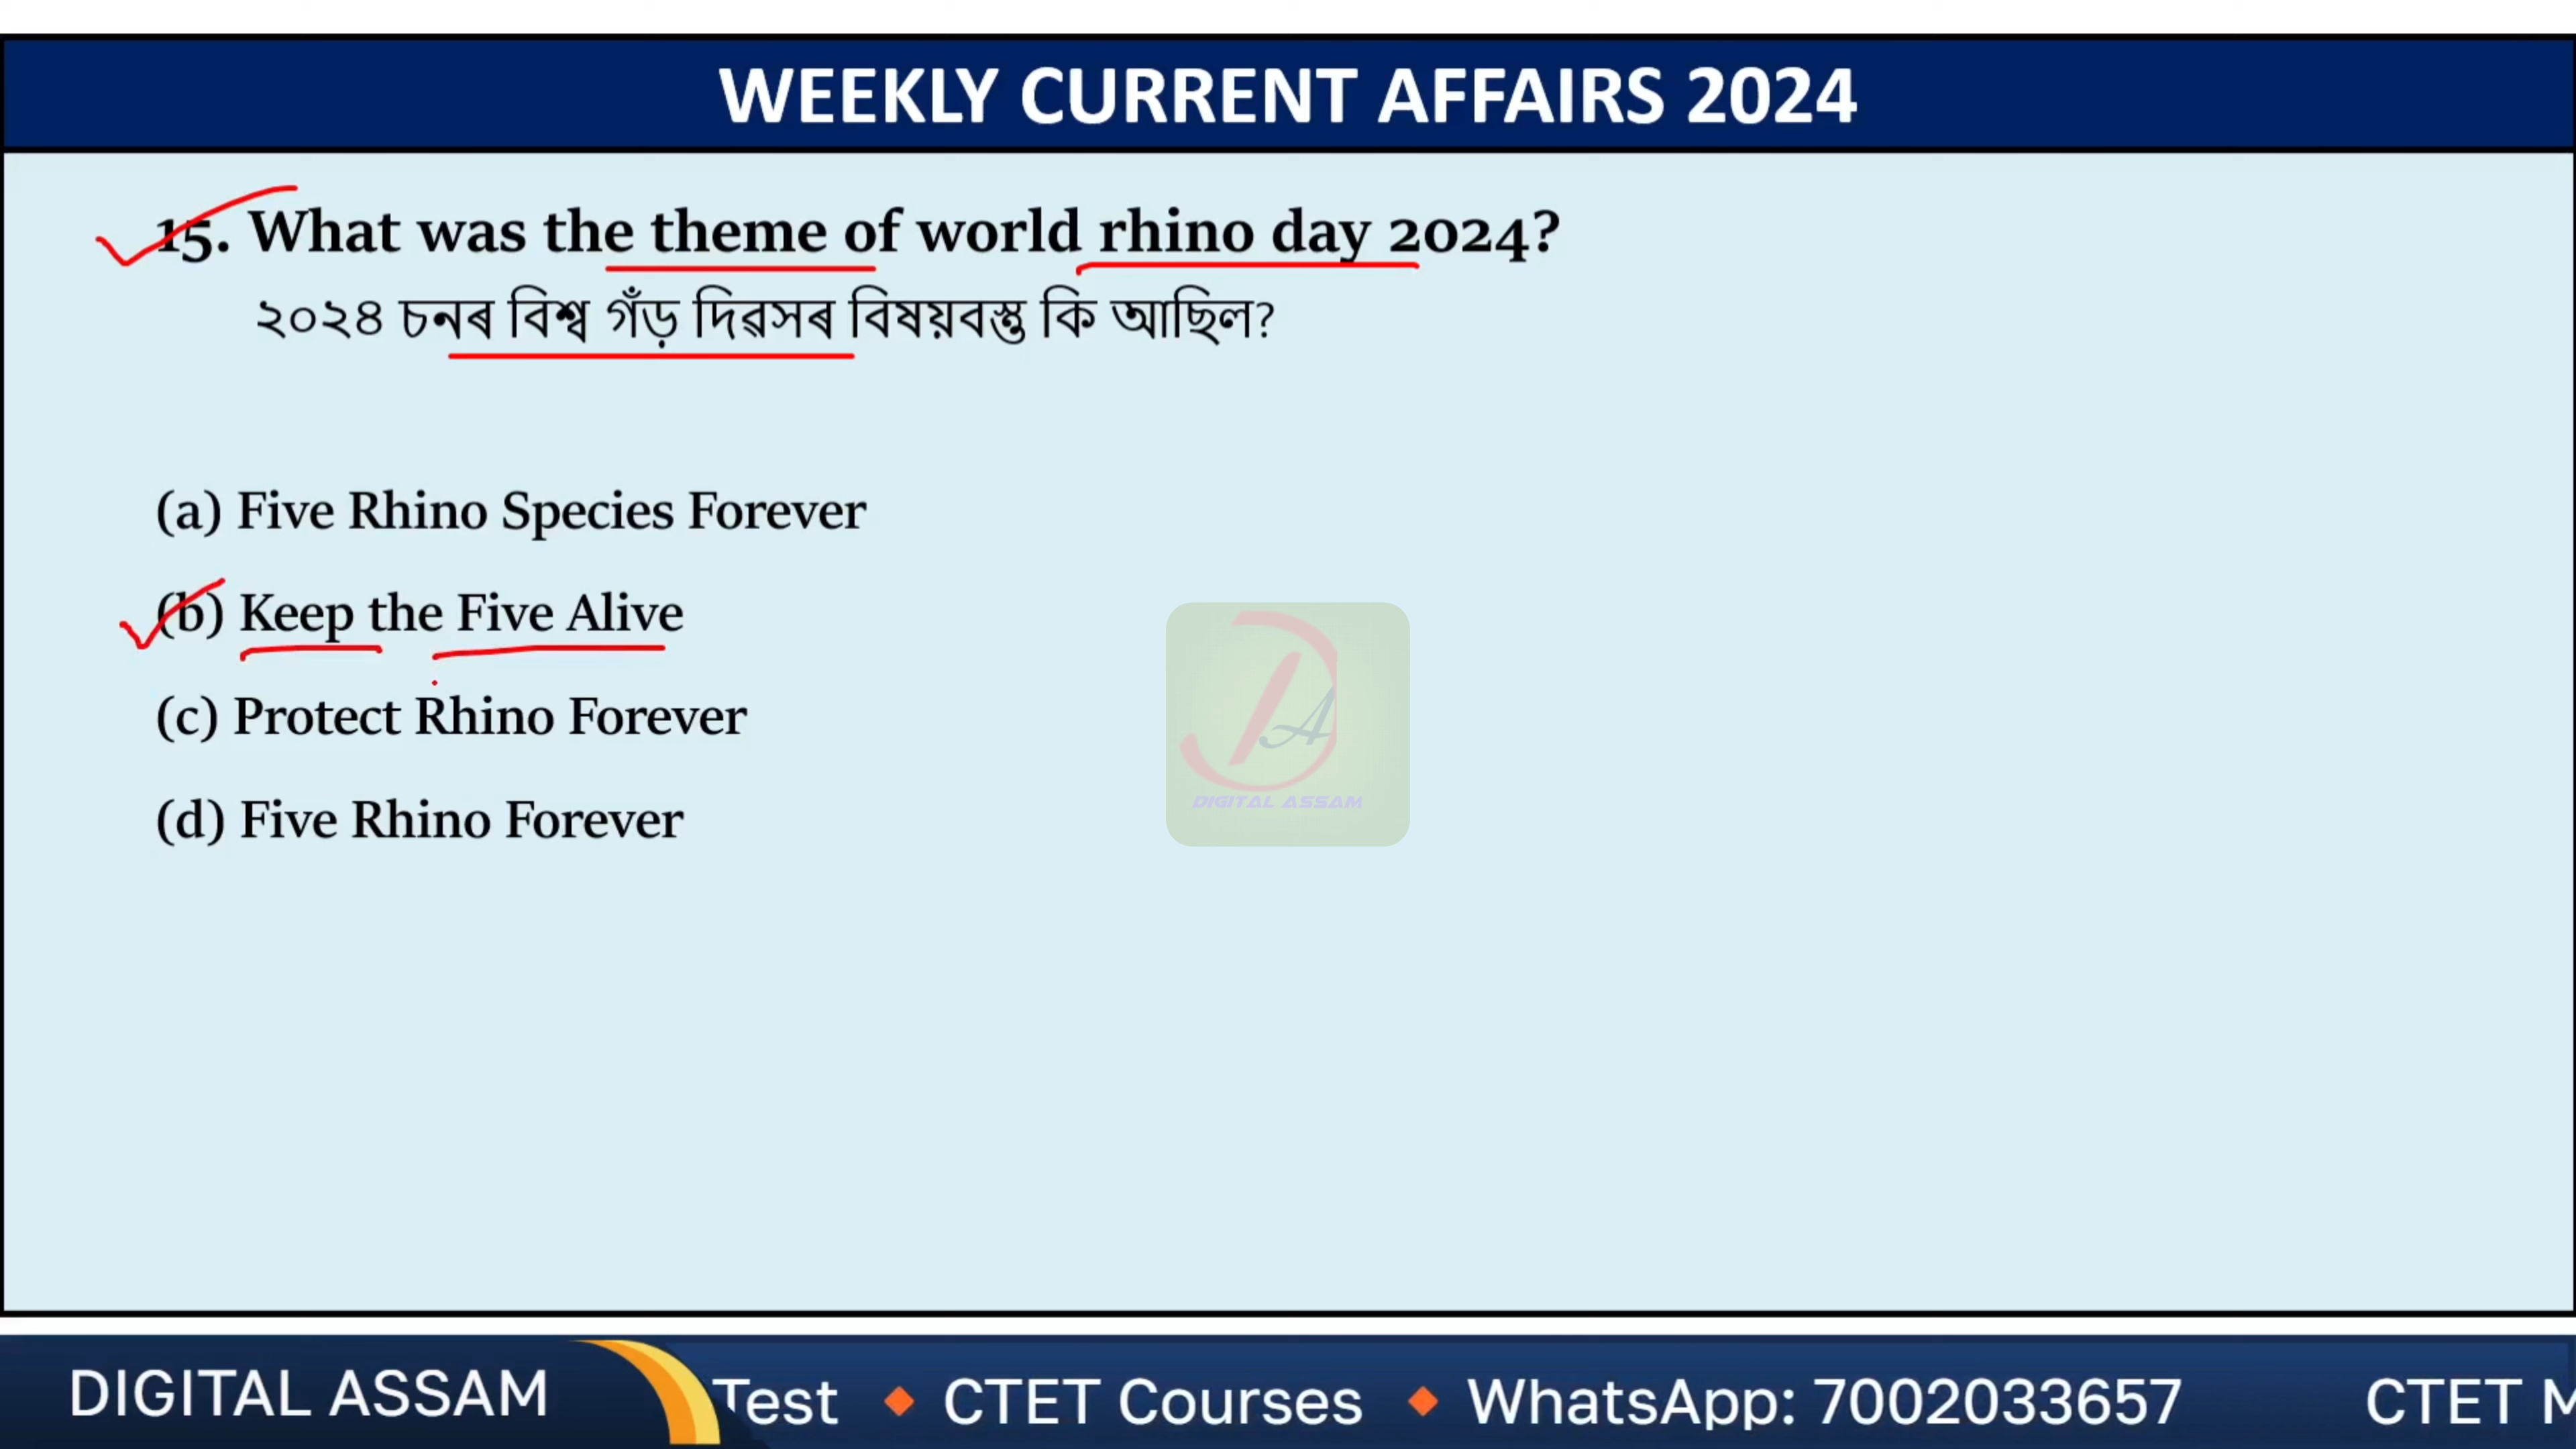 WEEKLY CURRENT AFFAIRS 2024
15. What was the theme of world rhino day 2024?
২০২৪ চনৰ বিশ্ব গঁড় দিৱসৰ বিষয়বস্তু কি আছিল?
(a) Five Rhino Species Forever
(b) Keep the Five Alive
(c) Protect Rhino Forever
(d) Five Rhino Forever
DIGITAL ASSAM
DIGITAL ASSAM Test ◆ CTET Courses ◆ WhatsApp: 7002033657 CTET M